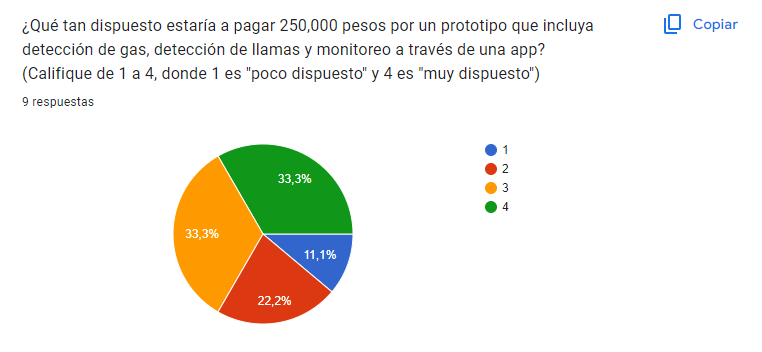 ¿Qué tan dispuesto estaría a pagar 250,000 pesos por un prototipo que incluya
detección de gas, detección de llamas y monitoreo a través de una app?
(Califique de 1 a 4, donde 1 es "poco dispuesto" y 4 es "muy dispuesto")
Copiar
9 respuestas
1
2
3
4
33,3%
33,3%
11,1%
22,2%